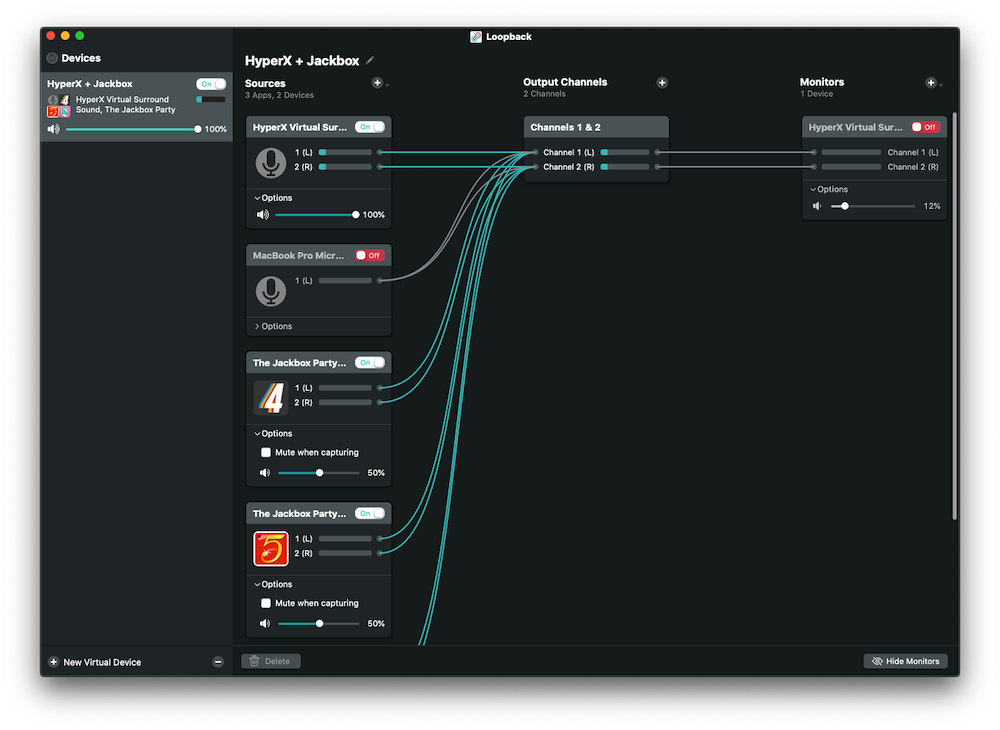 Loopback
Devices
HyperX + Jackbox
On
HyperX Virtual Surround
Sound, The Jackbox Party
100%
New Virtual Device
HyperX + Jackbox
Sources
3 Apps, 2 Devices
HyperX Virtual Sur...
On
1 (L)
2 (R)
Options
100%
MacBook Pro Micr...
Off
1 (L)
Options
The Jackbox Party...
On
4
1 (L)
2 (R)
Options
Mute when capturing
50%
The Jackbox Party...
On
5
1 (L)
2 (R)
Options
Mute when capturing
50%
Output Channels
2 Channels
Channels 1 & 2
Channel 1 (L)
Channel 2 (R)
Monitors
1 Device
HyperX Virtual Sur...
Off
Channel 1 (L)
Channel 2 (R)
Options
12%
Delete
Hide Monitors